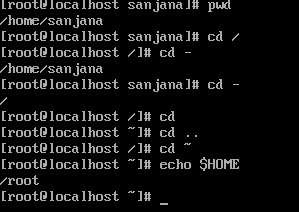 [root@localhost sanjana]# pwd
/home/sanjana
[root@localhost sanjana]# cd /
[root@localhost /]# cd -
/home/sanjana
[root@localhost sanjana]# cd -
/
[root@localhost /]# cd
[root@localhost ~]# cd ..
[root@localhost /]# cd ~
[root@localhost ~]# echo $HOME
/root
[root@localhost ~]# _